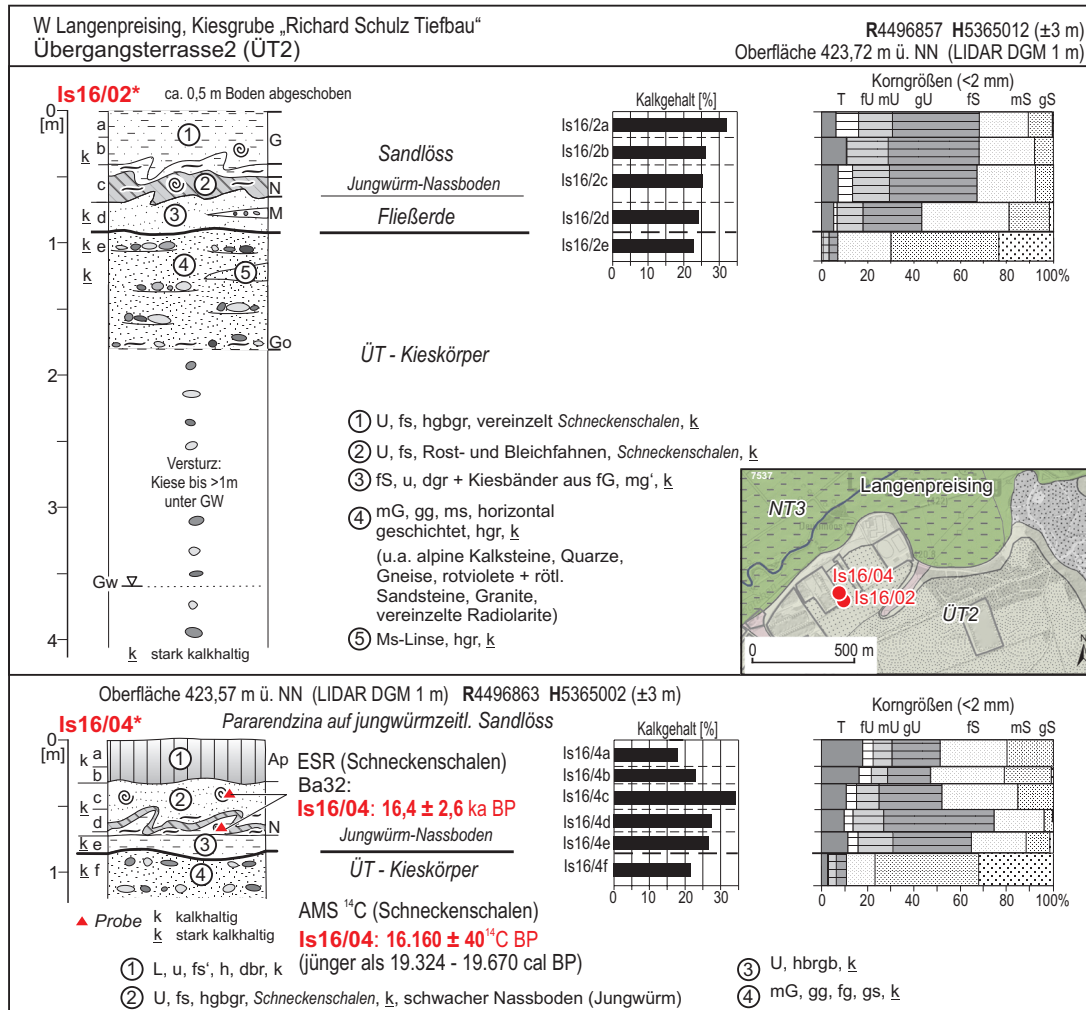 W Langenpreising, Kiesgrube „Richard Schulz Tiefbau“
Übergangsterrasse2 (ÜT2)
R4496857 H5365012 (±3 m)
Oberfläche 423,72 m ü. NN (LIDAR DGM 1 m)
Is16/02* ca. 0,5 m Boden abgeschoben
0
[m]
1
2
3
4
a
b
k
c
k d
k e
k
1
2
3
4
5
G
N
M
Go
Versturz:
Kiese bis >1m
unter GW
Gw
k stark kalkhaltig
Sandlöss
Jungwürm-Nassboden
Fließerde
ÜT - Kieskörper
Kalkgehalt [%]
Is16/2a
Is16/2b
Is16/2c
Is16/2d
Is16/2e
0 10 20 30
Korngrößen (<2 mm)
T fU mU gU fS mS gS
0 20 40 60 80 100%
1 U, fs, hgbgr, vereinzelt Schneckenschalen, k
2 U, fs, Rost- und Bleichfahnen, Schneckenschalen, k
3 fS, u, dgr + Kiesbänder aus fG, mg‘, k
4 mG, gg, ms, horizontal
geschichtet, hgr, k
(u.a. alpine Kalksteine, Quarze,
Gneise, rotviolete + rötl.
Sandsteine, Granite,
vereinzelte Radiolarite)
5 Ms-Linse, hgr, k
7537
Langenpreising
NT3
Is16/04
Is16/02
ÜT2
0 500 m
N
Oberfläche 423,57 m ü. NN (LIDAR DGM 1 m) R4496863 H5365002 (±3 m)
Is16/04*
Pararendzina auf jungwürmzeitl. Sandlöss
0
[m]
1
k a
b
c
k
d
k e
k f
1
2
3
4
Ap
N
ESR (Schneckenschalen)
Ba32:
Is16/04: 16,4 ± 2,6 ka BP
Jungwürm-Nassboden
ÜT - Kieskörper
AMS ¹⁴C (Schneckenschalen)
Is16/04: 16.160 ± 40¹⁴C BP
(jünger als 19.324 - 19.670 cal BP)
Probe k kalkhaltig
k stark kalkhaltig
Kalkgehalt [%]
Is16/4a
Is16/4b
Is16/4c
Is16/4d
Is16/4e
Is16/4f
0 10 20 30
Korngrößen (<2 mm)
T fU mU gU fS mS gS
0 20 40 60 80 100%
1 L, u, fs‘, h, dbr, k
2 U, fs, hgbgr, Schneckenschalen, k, schwacher Nassboden (Jungwürm)
3 U, hbrgb, k
4 mG, gg, fg, gs, k